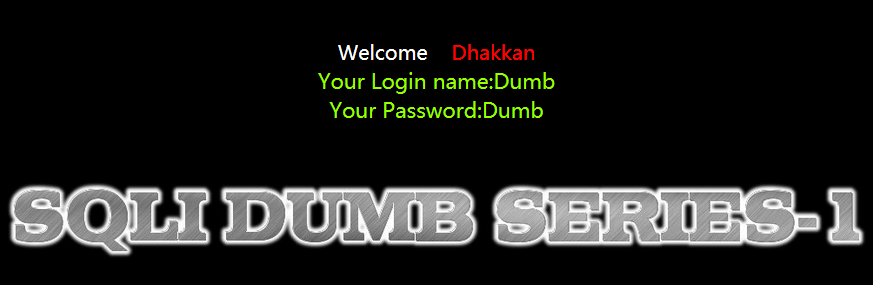 Welcome Dhakkan
Your Login name:Dumb
Your Password:Dumb
SQLI DUMB SERIES-1